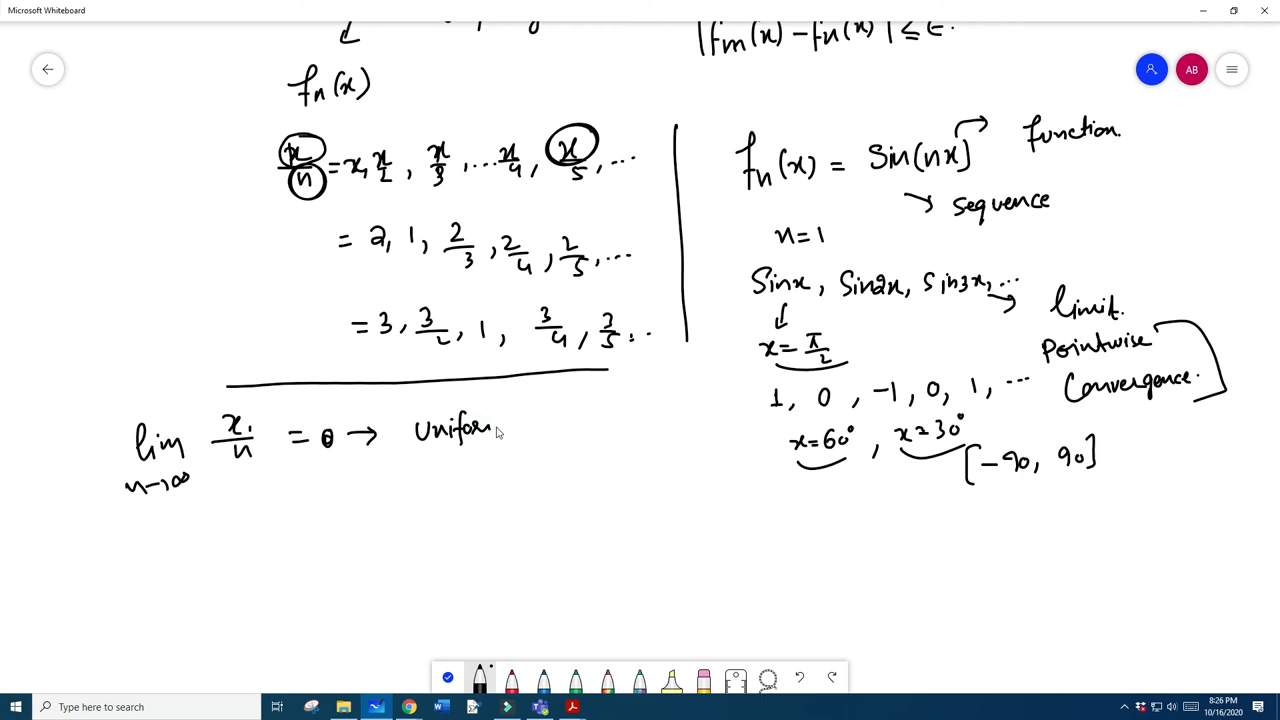 Microsoft Whiteboard
|fm(x) - fn(x)| ≤ ε.
fn(x)
AB
x/n = x, x/2, x/3, ... x/4, x/5, ...
= 2, 1, 2/3, 2/4, 2/5, ...
= 3, 3/2, 1, 3/4, 3/5, ...
lim n→∞ x/n = 0 → Uniform
fn(x) = Sin(nx) → function.
→ sequence
n=1
Sinx, Sin2x, Sin3x, ...
→ limit.
x = π/2
Pointwise
Convergence.
1, 0, -1, 0, 1, ...
x=60°, x=30°
[-90, 90]
Type here to search
8:26 PM
10/16/2020